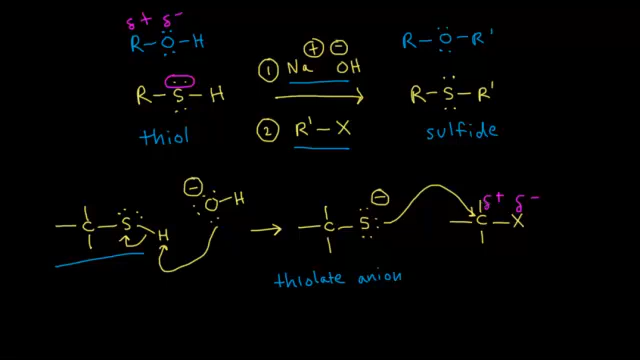 δ+ δ-
R-O-H
R-S-H
thiol
1 Na+ OH-
2 R'-X
R-O-R'
R-S-R'
sulfide
C-S-H
- O-H
C-S -
thiolate anion
δ+ δ-
C-X